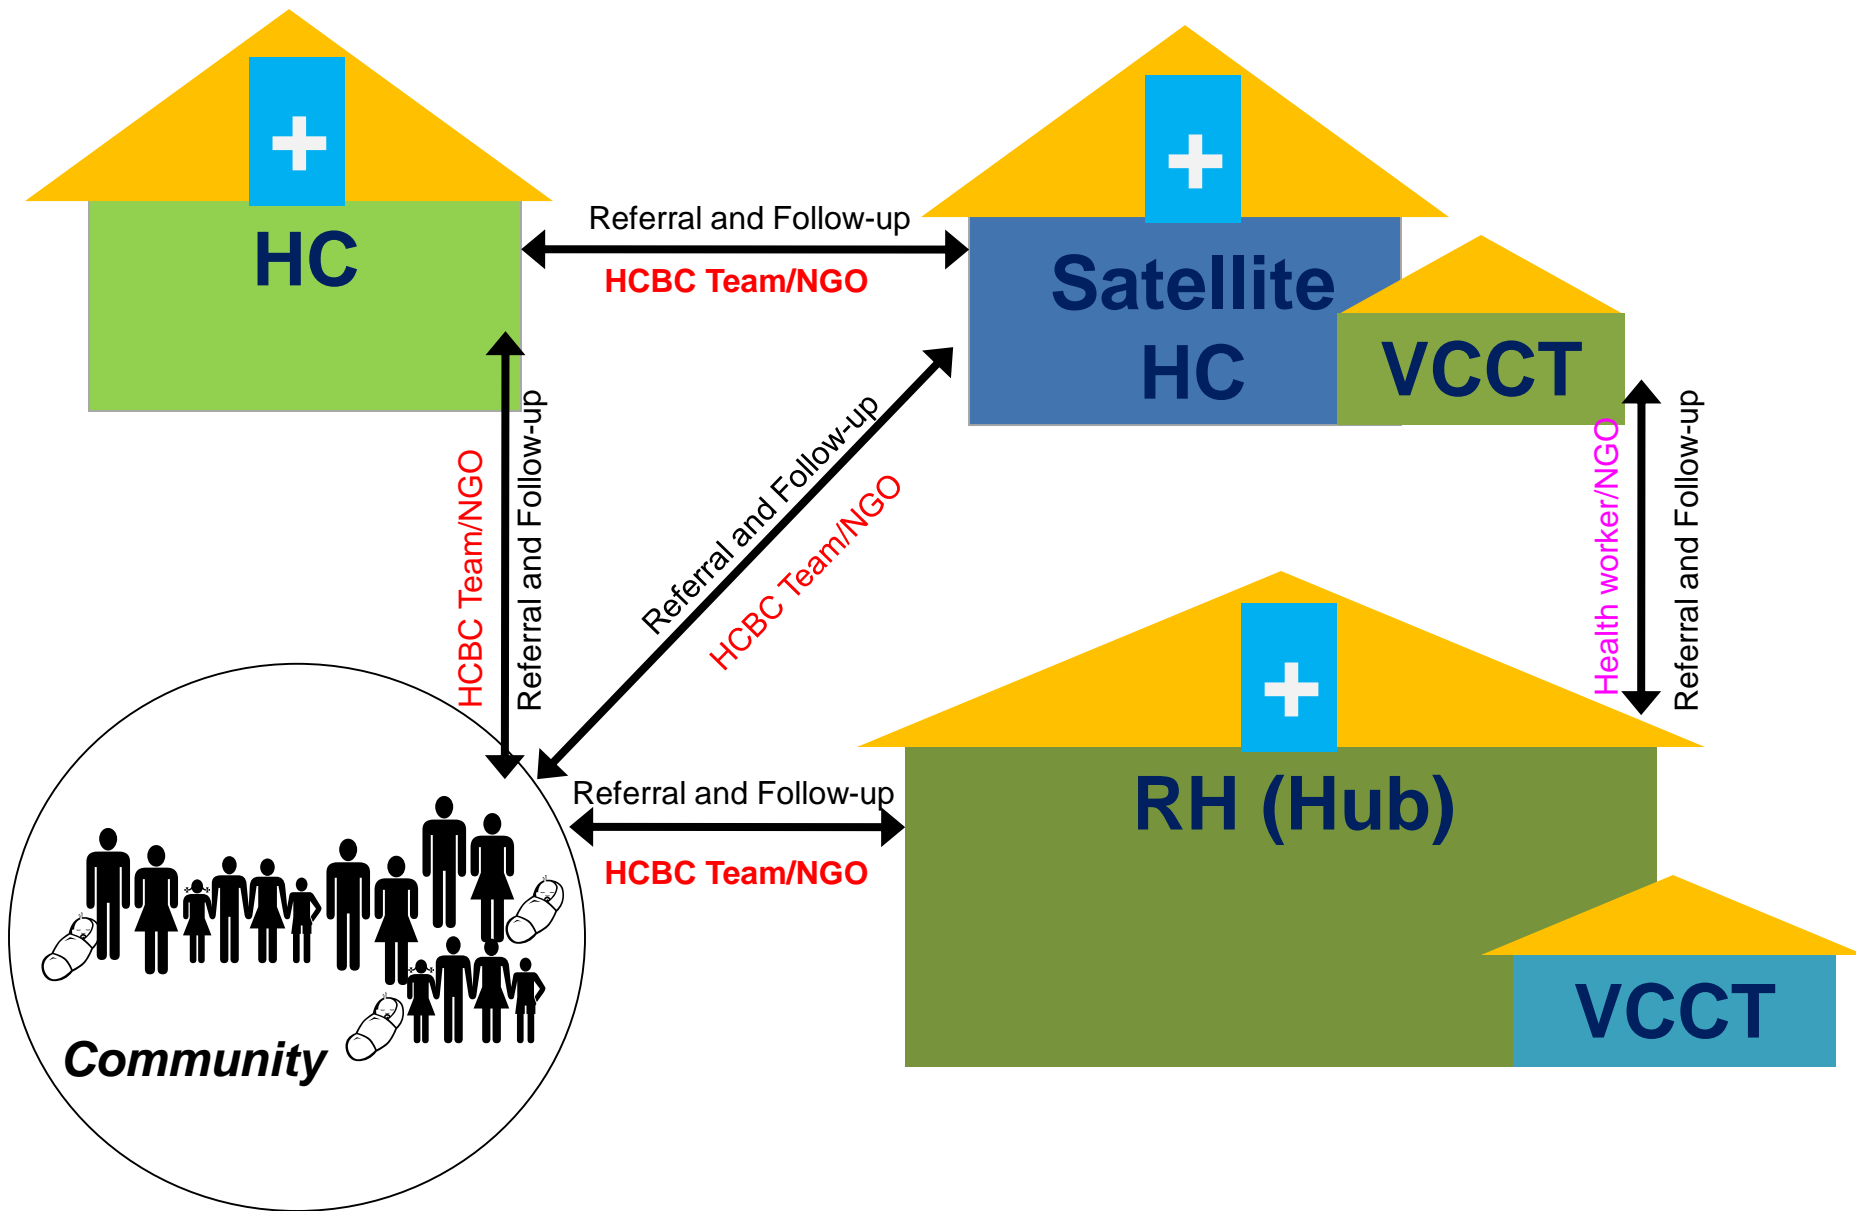 HC
Referral and Follow-up
HCBC Team/NGO
Satellite
HC
VCCT
HCBC Team/NGO
Referral and Follow-up
Referral and Follow-up
HCBC Team/NGO
Health worker/NGO
Referral and Follow-up
Referral and Follow-up
HCBC Team/NGO
RH (Hub)
VCCT
Community